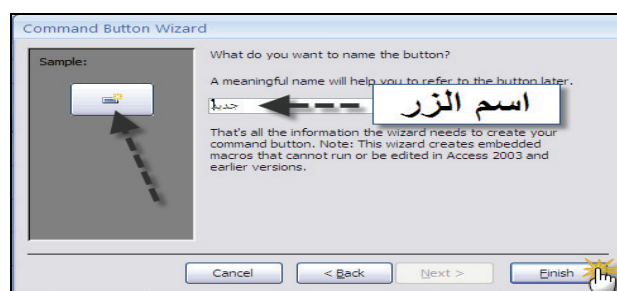 Command Button Wizard
Sample:
What do you want to name the button?
A meaningful name will help you to refer to the button later.
جديد
اسم الزر
That's all the information the wizard needs to create your
command button. Note: This wizard creates embedded
macros that cannot run or be edited in Access 2003 and
earlier versions.
Cancel
< Back
Next >
Finish